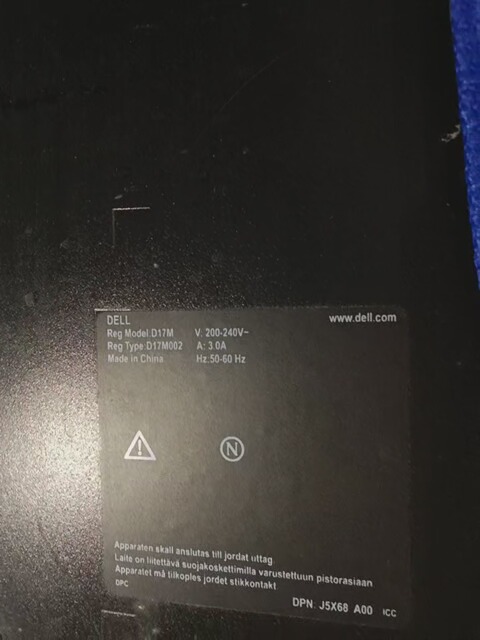 DELL
www.dell.com
Reg Model:D17M V: 200-240V~
Reg Type:D17M002 A: 3.0A
Made in China Hz:50-60 Hz
N
Apparaten skall anslutas till jordat uttag
Laite on liitettävä suojakoskettimilla varustettuun pistorasiaan
Apparatet må tilkoples jordet stikkontakt
DPC
DPN J5X68 A00 ICC